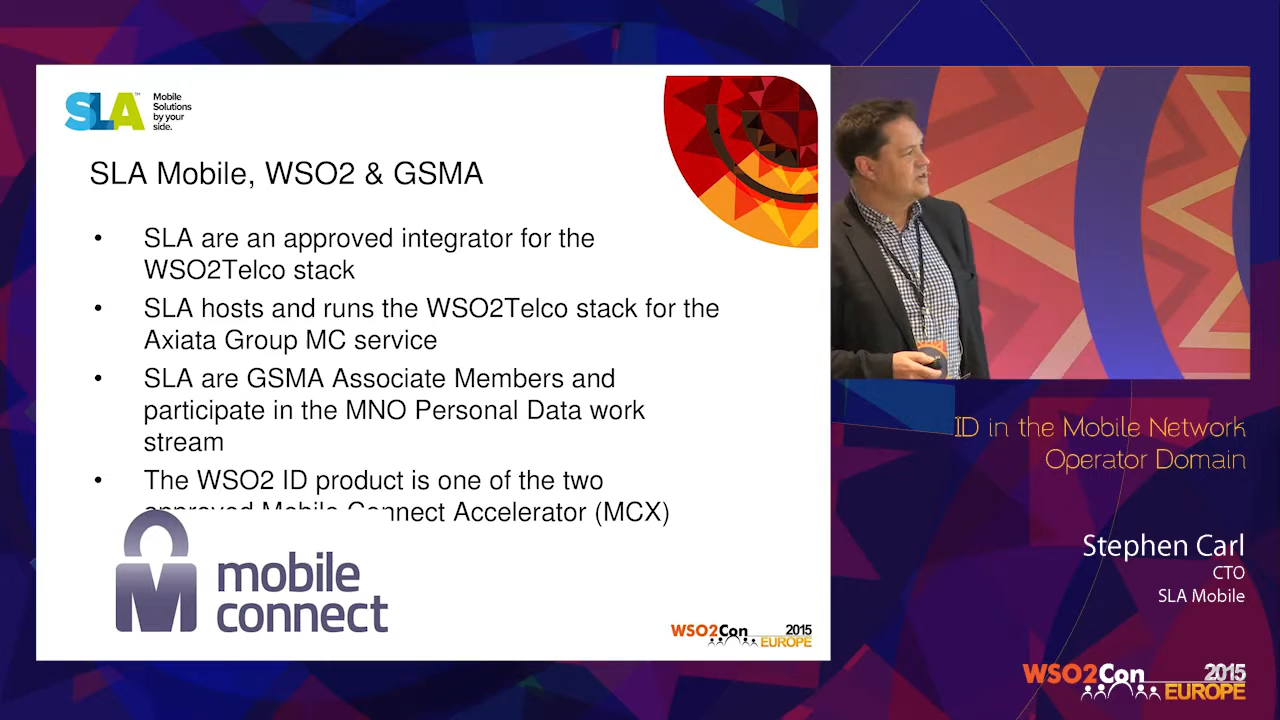 SLA™
Mobile
Solutions
by your
side.
SLA Mobile, WSO2 & GSMA
• SLA are an approved integrator for the
WSO2Telco stack
• SLA hosts and runs the WSO2Telco stack for the
Axiata Group MC service
• SLA are GSMA Associate Members and
participate in the MNO Personal Data work
stream
• The WSO2 ID product is one of the two
approved Mobile Connect Accelerator (MCX)
M
mobile
connect
WSO2Con 2015
EUROPE
ID in the Mobile Network
Operator Domain
Stephen Carl
CTO
SLA Mobile
WSO2Con 2015
EUROPE